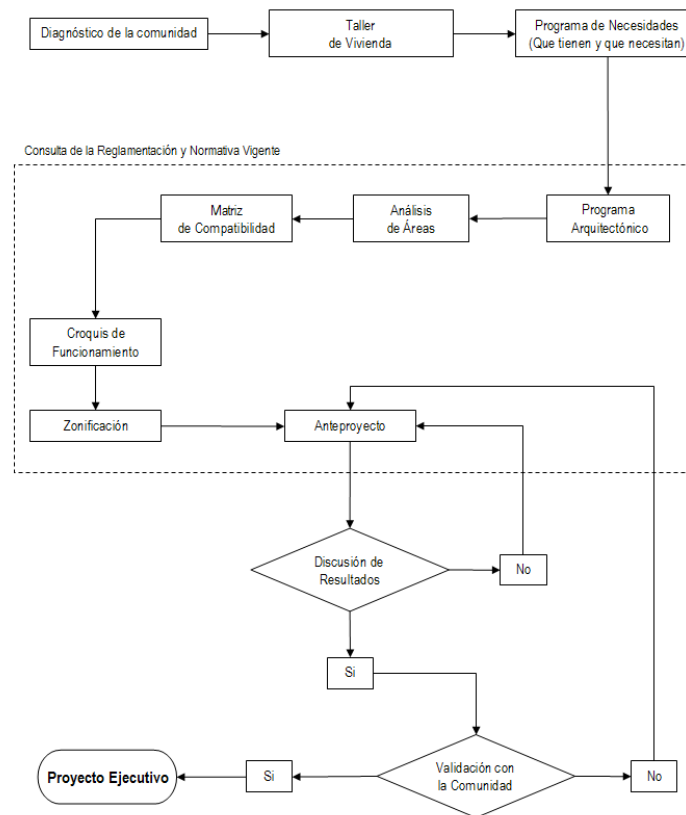 Diagnóstico de la comunidad
Taller
de Vivienda
Programa de Necesidades
(Que tienen y que necesitan)
Consulta de la Reglamentación y Normativa Vigente
Matriz
de Compatibilidad
Análisis
de Áreas
Programa
Arquitectónico
Croquis de
Funcionamiento
Zonificación
Anteproyecto
Discusión de
Resultados
No
Si
Proyecto Ejecutivo
Si
Validación con
la Comunidad
No